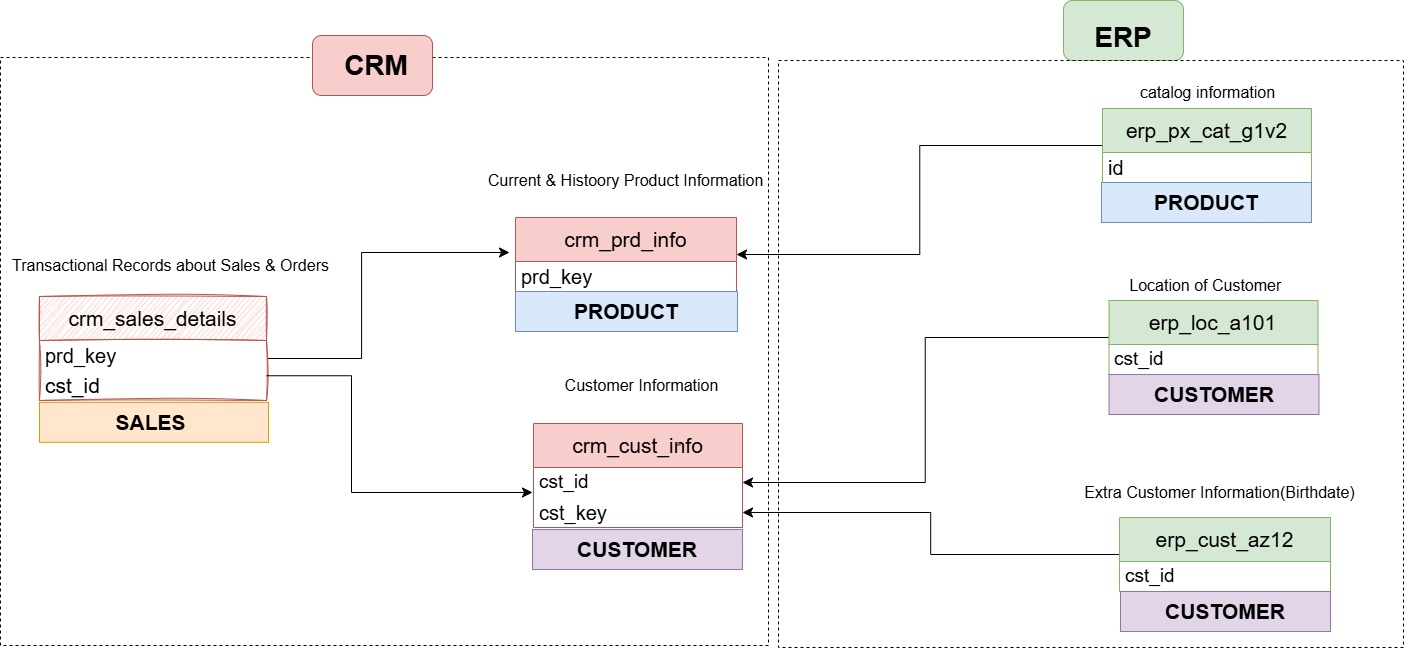 CRM
ERP
catalog information
erp_px_cat_g1v2
id
PRODUCT
Current & Histoory Product Information
crm_prd_info
prd_key
PRODUCT
Transactional Records about Sales & Orders
crm_sales_details
prd_key
cst_id
SALES
Location of Customer
erp_loc_a101
cst_id
CUSTOMER
Customer Information
crm_cust_info
cst_id
cst_key
CUSTOMER
Extra Customer Information(Birthdate)
erp_cust_az12
cst_id
CUSTOMER